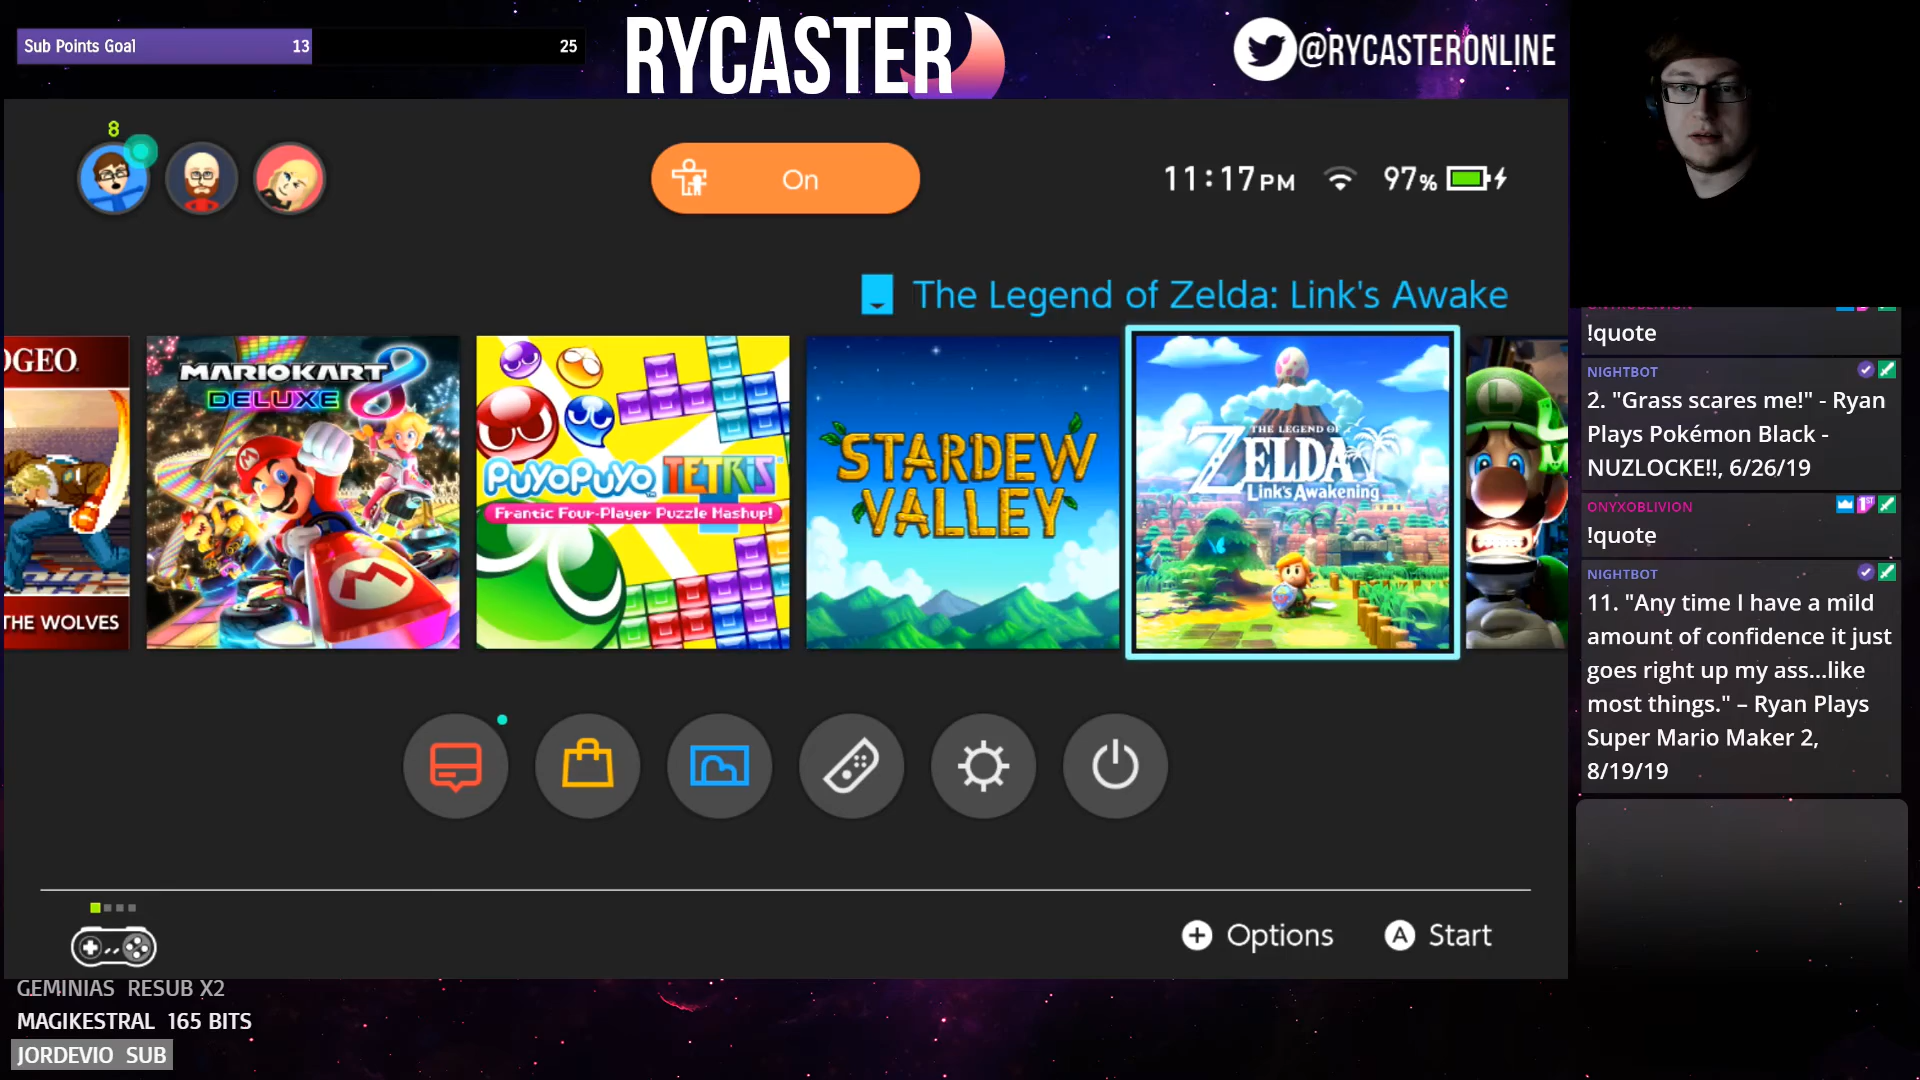 Sub Points Goal 13 25
RYCASTER
@RYCASTERONLINE
8
On
11:17PM 97%
The Legend of Zelda: Link's Awake
OGEO
THE WOLVES
MARIOKART 8
DELUXE
PuyoPuyo TETRIS
Frantic Four-Player Puzzle Mashup!
STARDEW
VALLEY
THE LEGEND OF
ZELDA
Link's Awakening
L
Options
A Start
!quote
NIGHTBOT
2. "Grass scares me!" - Ryan
Plays Pokémon Black -
NUZLOCKE!!, 6/26/19
ONYXOBLIVION
!quote
NIGHTBOT
11. "Any time I have a mild
amount of confidence it just
goes right up my ass...like
most things." – Ryan Plays
Super Mario Maker 2,
8/19/19
GEMINIAS RESUB X2
MAGIKESTRAL 165 BITS
JORDEVIO SUB